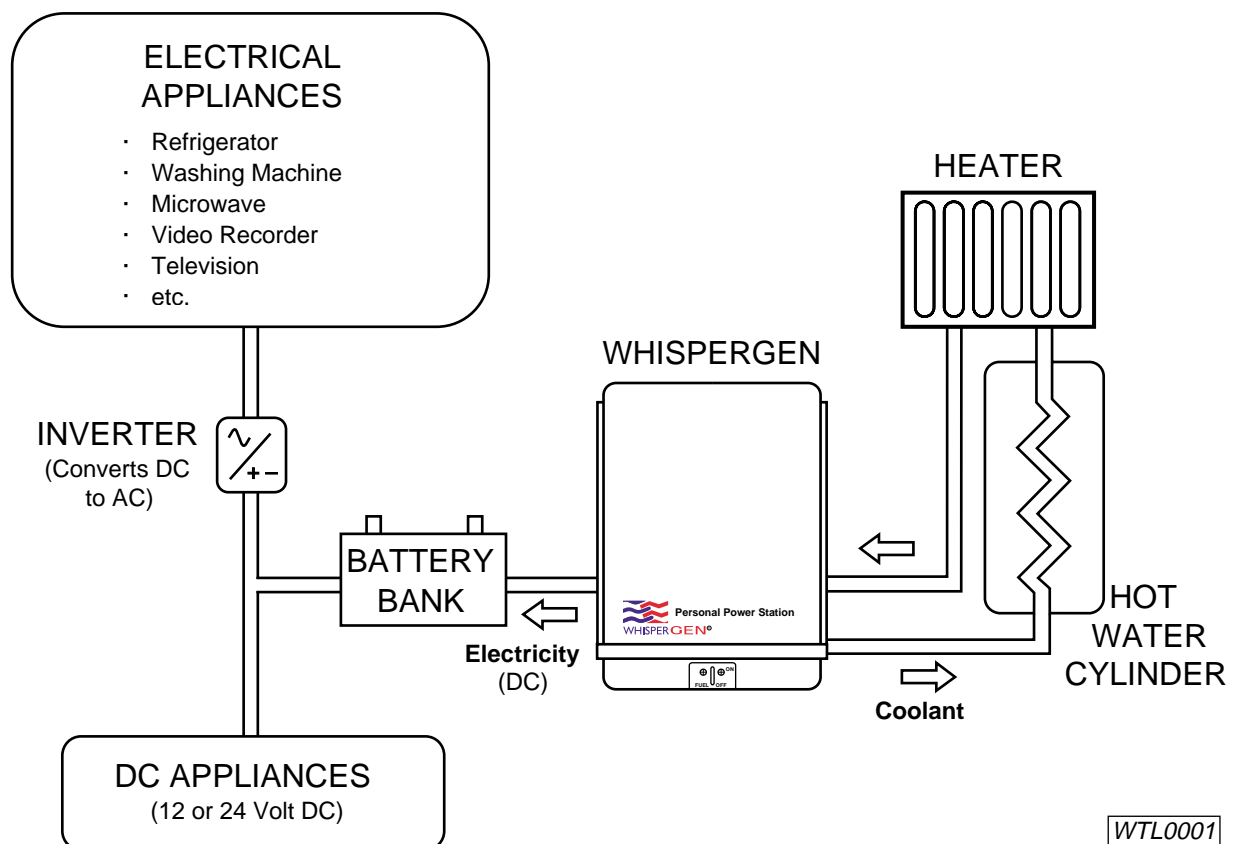 ELECTRICAL
APPLIANCES
· Refrigerator
· Washing Machine
· Microwave
· Video Recorder
· Television
· etc.
HEATER
WHISPERGEN
INVERTER
(Converts DC
to AC)
+ −
BATTERY
BANK
Personal Power Station
WHISPERGEN®
Electricity
(DC)
ON
FUEL OFF
Coolant
HOT
WATER
CYLINDER
DC APPLIANCES
(12 or 24 Volt DC)
WTL0001